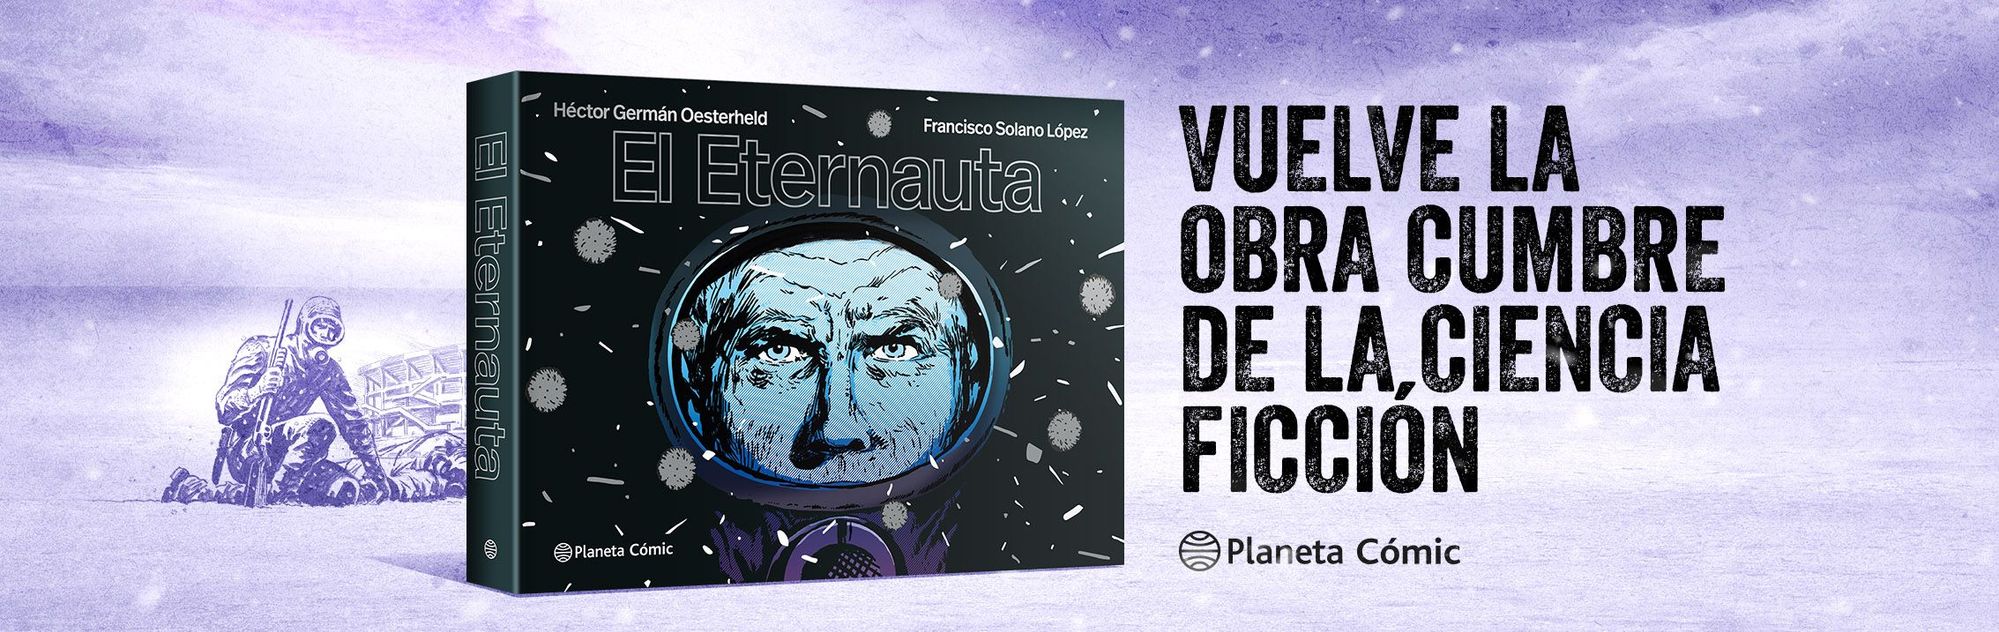 El Eternauta
Héctor Germán Oesterheld
Francisco Solano López
El Eternauta
Planeta Cómic
VUELVE LA
OBRA CUMBRE
DE LA CIENCIA
FICCIÓN
Planeta Cómic